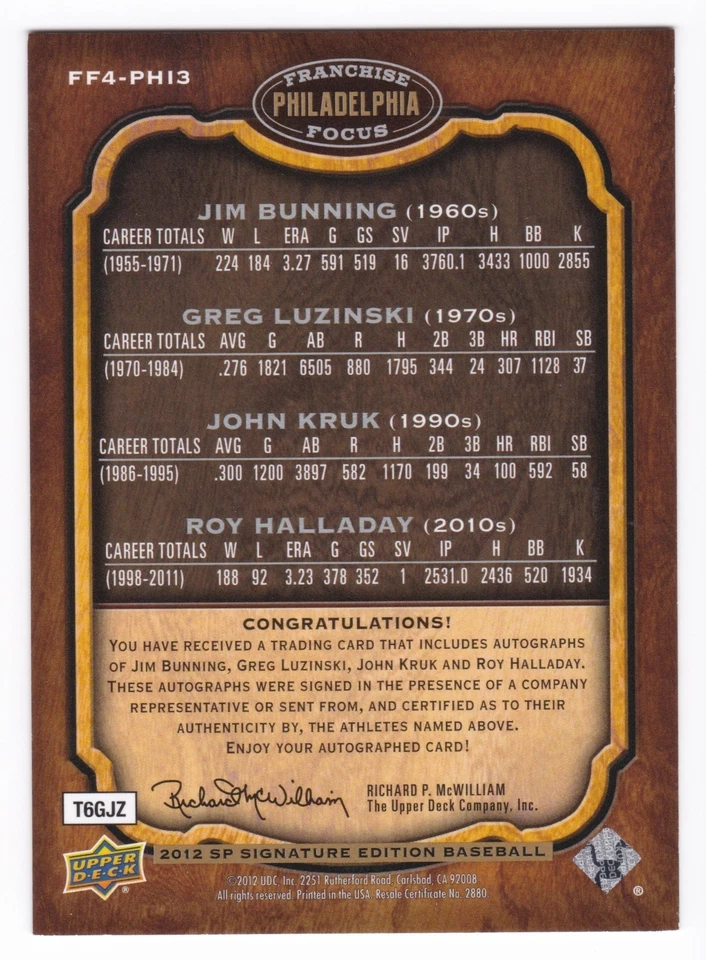 FF4-PHI3
FRANCHISE
PHILADELPHIA
FOCUS
JIM BUNNING (1960s)
CAREER TOTALS W L ERA G GS SV IP H BB K
(1955-1971) 224 184 3.27 591 519 16 3760.1 3433 1000 2855
GREG LUZINSKI (1970s)
CAREER TOTALS AVG G AB R H 2B 3B HR RBI SB
(1970-1984) .276 1821 6505 880 1795 344 24 307 1128 37
JOHN KRUK (1990s)
CAREER TOTALS AVG G AB R H 2B 3B HR RBI SB
(1986-1995) .300 1200 3897 582 1170 199 34 100 592 58
ROY HALLADAY (2010s)
CAREER TOTALS W L ERA G GS SV IP H BB K
(1998-2011) 188 92 3.23 378 352 1 2531.0 2436 520 1934
CONGRATULATIONS!
YOU HAVE RECEIVED A TRADING CARD THAT INCLUDES AUTOGRAPHS
OF JIM BUNNING, GREG LUZINSKI, JOHN KRUK AND ROY HALLADAY.
THESE AUTOGRAPHS WERE SIGNED IN THE PRESENCE OF A COMPANY
REPRESENTATIVE OR SENT FROM, AND CERTIFIED AS TO THEIR
AUTHENTICITY BY, THE ATHLETES NAMED ABOVE.
ENJOY YOUR AUTOGRAPHED CARD!
T6GJZ
Richard McWilliam
RICHARD P. McWILLIAM
The Upper Deck Company, Inc.
UPPER
D·E·C·K
®
2012 SP SIGNATURE EDITION BASEBALL
©2012 UDC, Inc. 2251 Rutherford Road, Carlsbad, CA 92008.
All rights reserved. Printed in the USA. Resale Certificate No. 2880.
®